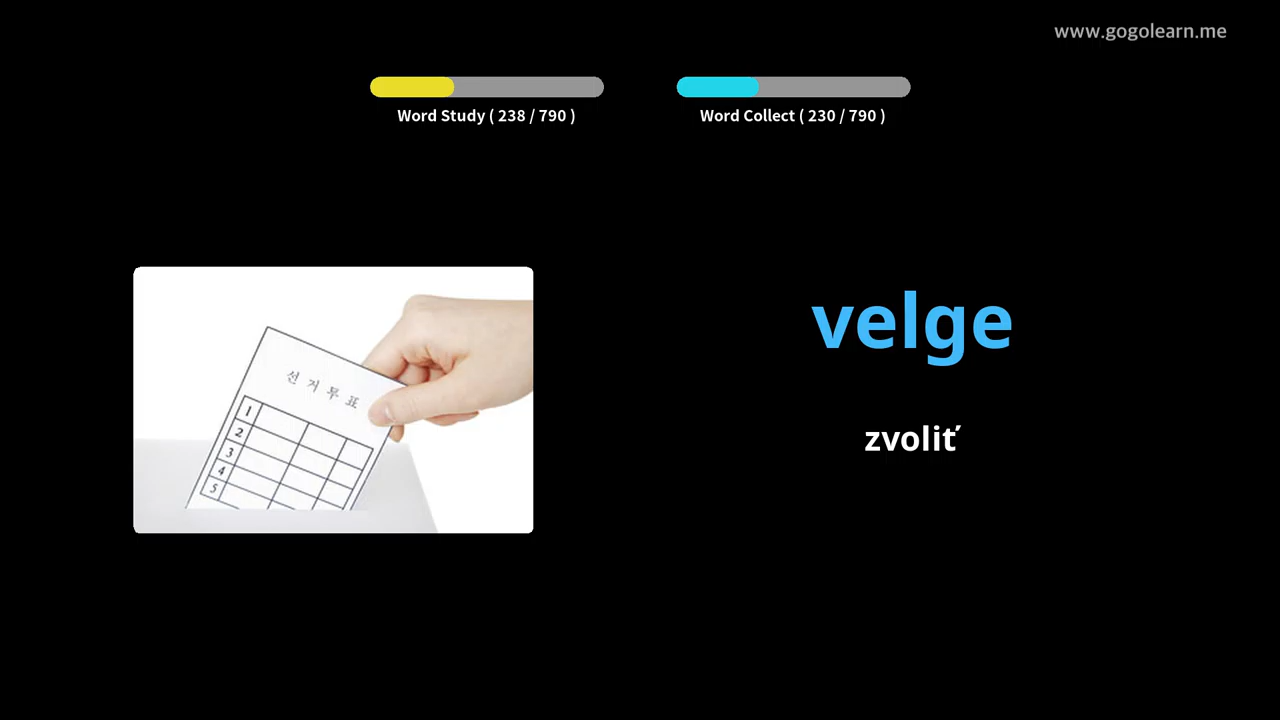 www.gogolearn.me
Word Study ( 238 / 790 )
Word Collect ( 230 / 790 )
선거투표
1
2
3
4
5
velge
zvoliť